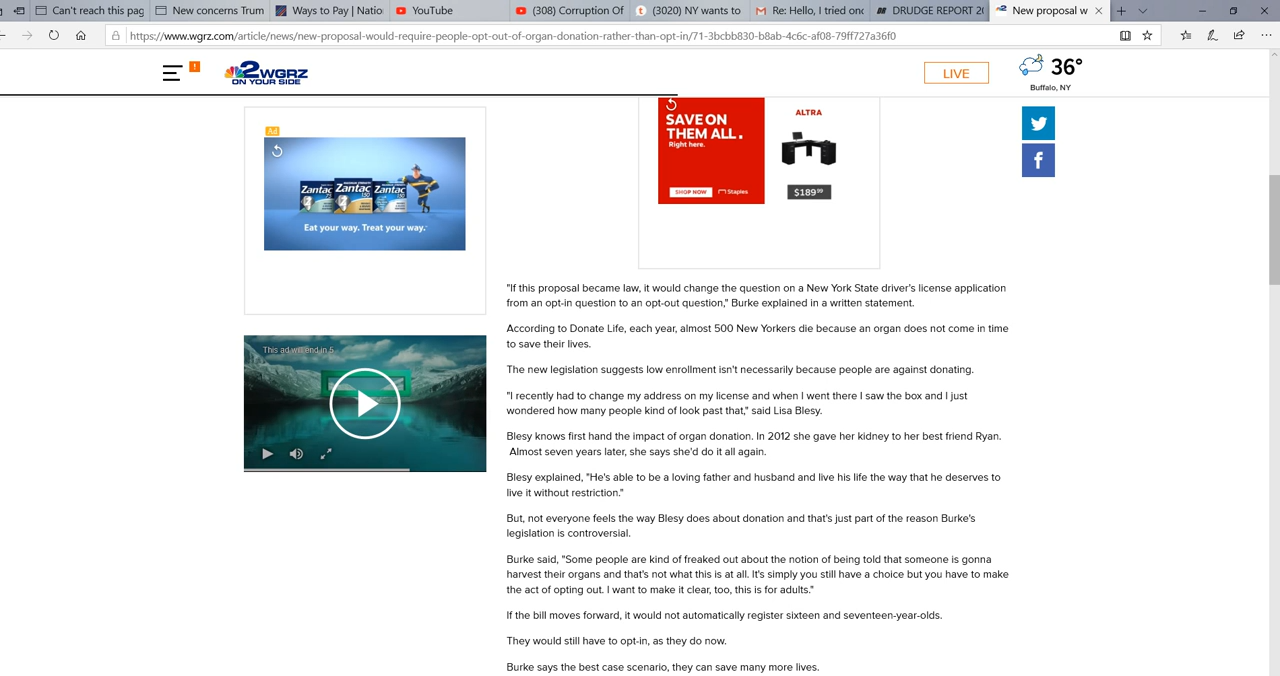 Can't reach this pag
New concerns Trum
Ways to Pay | Natio
YouTube
(308) Corruption Of
(3020) NY wants to
Re: Hello, I tried onc
DRUDGE REPORT 20
New proposal w
https://www.wgrz.com/article/news/new-proposal-would-require-people-opt-out-of-organ-donation-rather-than-opt-in/71-3bcbb830-b8ab-4c6c-af08-79ff727a36f0
!
2WGRZ
ON YOUR SIDE
LIVE
36°
Buffalo, NY
Ad
Zantac
75
Zantac
150
Zantac
Eat your way. Treat your way.
SAVE ON
THEM ALL.
Right here.
SHOP NOW
Staples
ALTRA
$189⁹⁹
This ad will end in 5
"If this proposal became law, it would change the question on a New York State driver's license application
from an opt-in question to an opt-out question," Burke explained in a written statement.
According to Donate Life, each year, almost 500 New Yorkers die because an organ does not come in time
to save their lives.
The new legislation suggests low enrollment isn't necessarily because people are against donating.
"I recently had to change my address on my license and when I went there I saw the box and I just
wondered how many people kind of look past that," said Lisa Blesy.
Blesy knows first hand the impact of organ donation. In 2012 she gave her kidney to her best friend Ryan.
Almost seven years later, she says she'd do it all again.
Blesy explained, "He's able to be a loving father and husband and live his life the way that he deserves to
live it without restriction."
But, not everyone feels the way Blesy does about donation and that's just part of the reason Burke's
legislation is controversial.
Burke said, "Some people are kind of freaked out about the notion of being told that someone is gonna
harvest their organs and that's not what this is at all. It's simply you still have a choice but you have to make
the act of opting out. I want to make it clear, too, this is for adults."
If the bill moves forward, it would not automatically register sixteen and seventeen-year-olds.
They would still have to opt-in, as they do now.
Burke says the best case scenario, they can save many more lives.